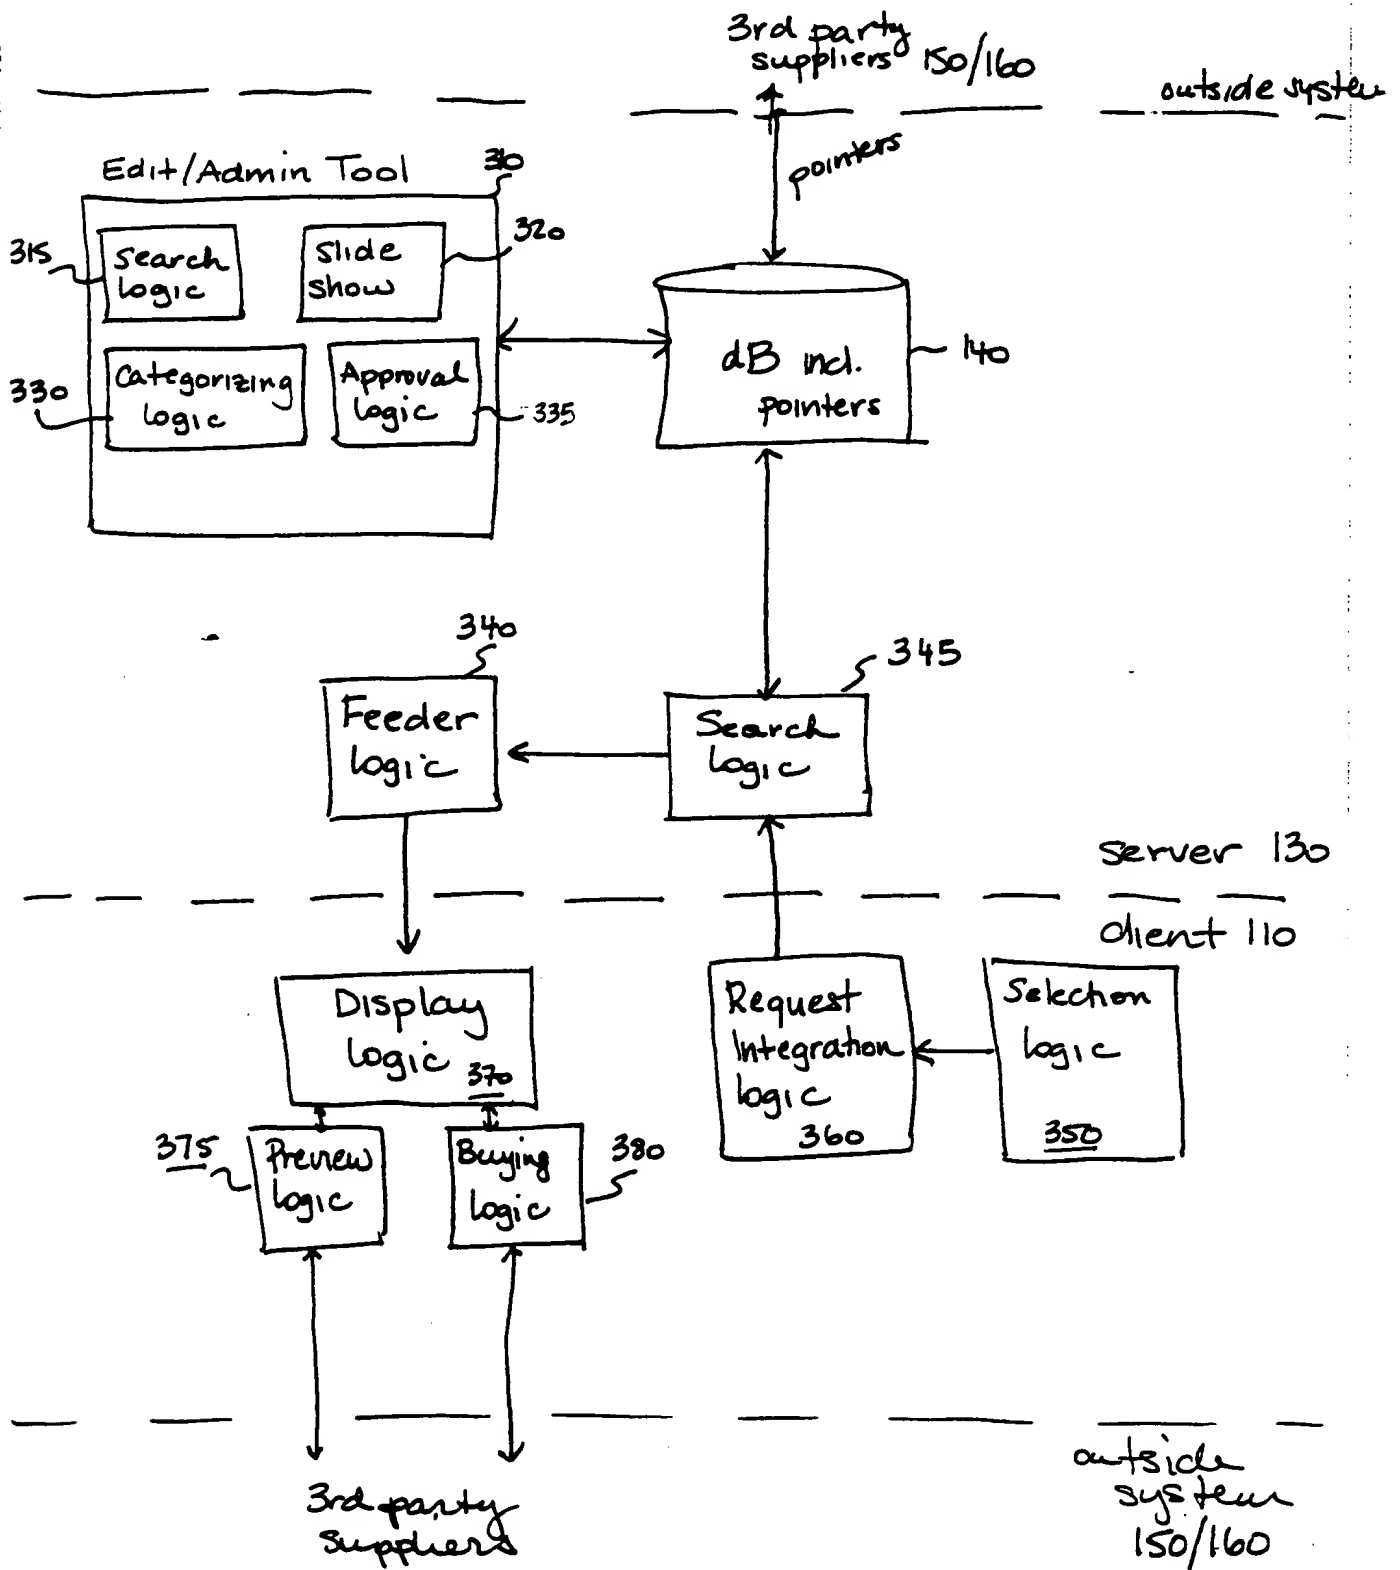 3rd party
suppliers 150/160
outside system
pointers
Edit/Admin Tool
310
315
Search
logic
Slide
Show
320
330
Categorizing
logic
Approval
logic
335
dB incl.
pointers
140
340
Feeder
logic
345
Search
logic
server 130
client 110
Display
logic
370
Request
Integration
logic
360
Selection
logic
350
375
Preview
logic
Buying
logic
380
3rd party
suppliers
outside
system
150/160